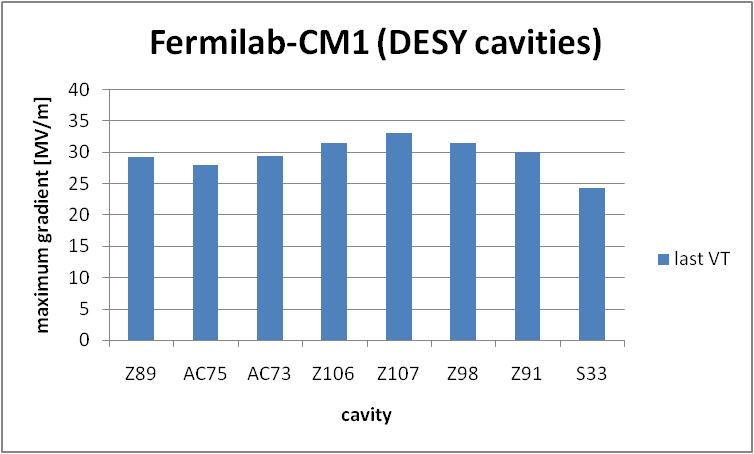 Fermilab-CM1 (DESY cavities)
maximum gradient [MV/m]
40
35
30
25
20
15
10
5
0
Z89 AC75 AC73 Z106 Z107 Z98 Z91 S33
cavity
last VT